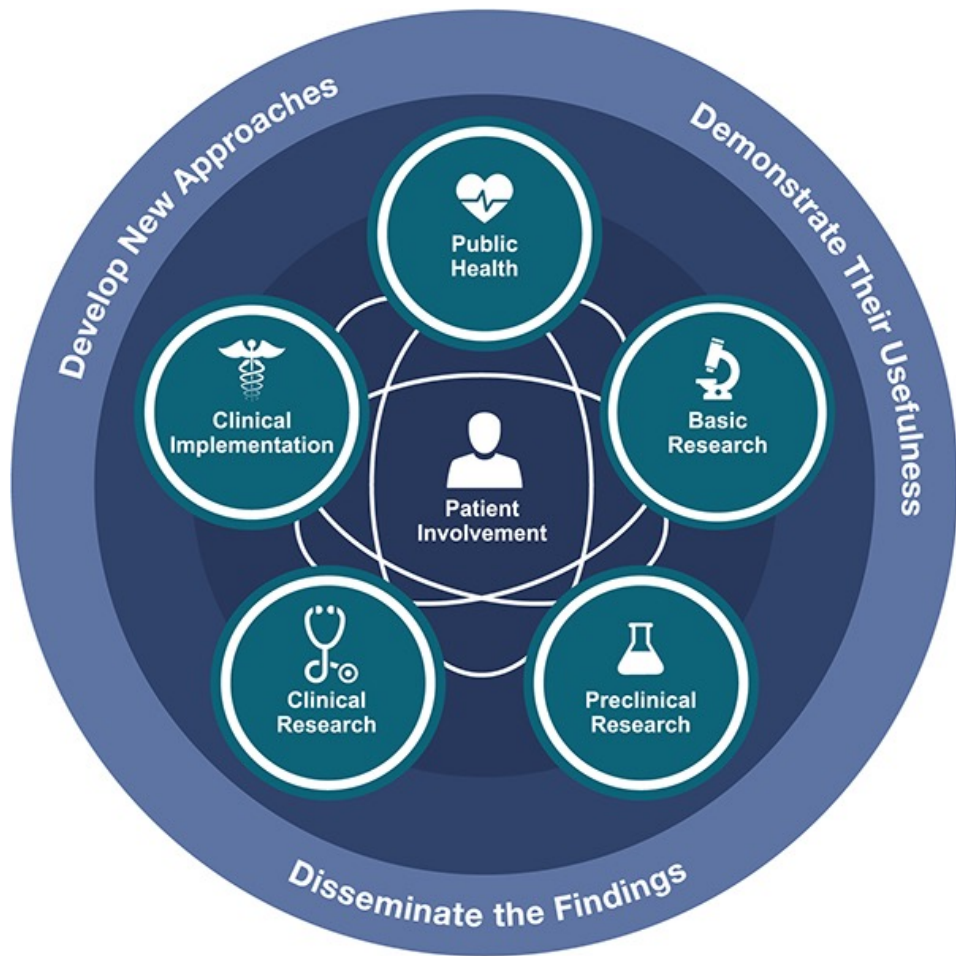 Develop New Approaches
Demonstrate Their Usefulness
Public
Health
Clinical
Implementation
Basic
Research
Patient
Involvement
Clinical
Research
Preclinical
Research
Disseminate the Findings